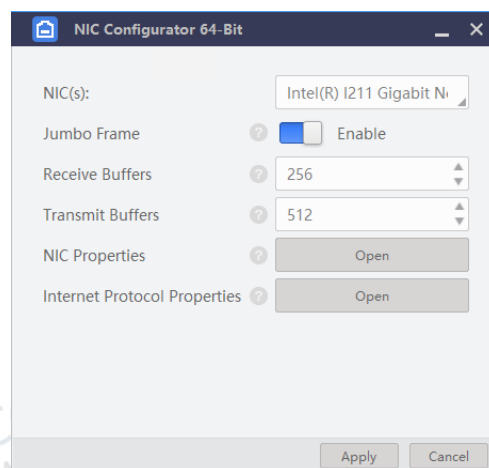 NIC Configurator 64-Bit
NIC(s): Intel(R) I211 Gigabit
Jumbo Frame Enable
Receive Buffers 256
Transmit Buffers 512
NIC Properties Open
Internet Protocol Properties Open
Apply Cancel